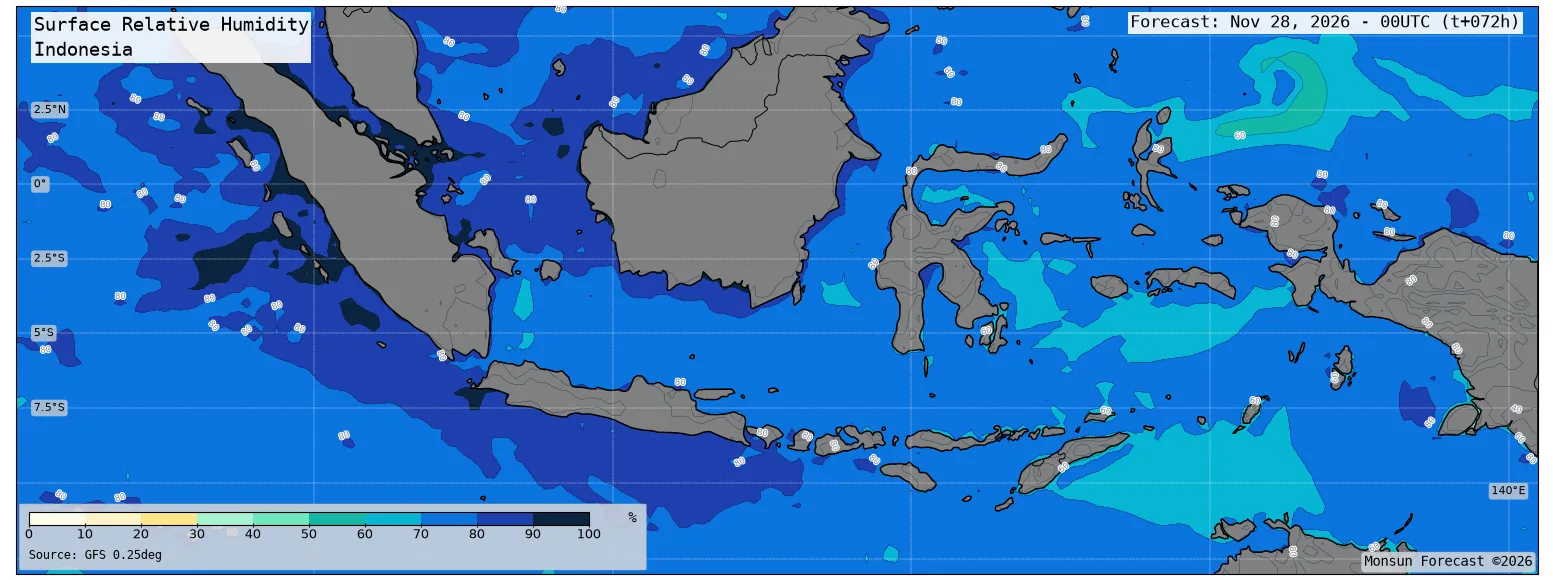 Surface Relative Humidity
Indonesia
Forecast: Nov 28, 2026 - 00UTC (t+072h)
2.5°N
0°
2.5°S
5°S
7.5°S
140°E
0 10 20 30 40 50 60 70 80 90 100 %
Source: GFS 0.25deg
Monsun Forecast ©2026